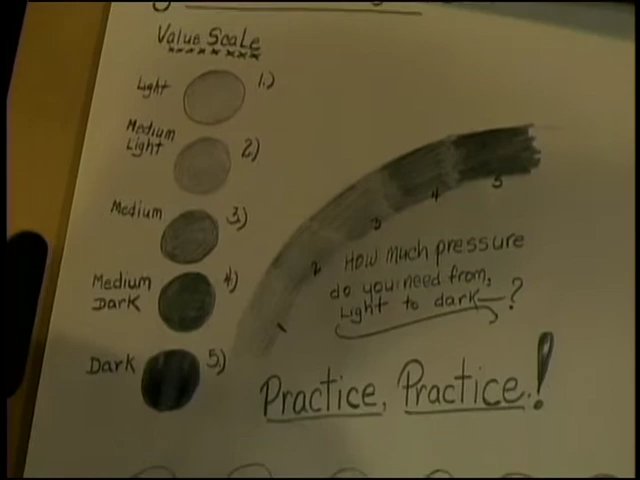 Value Scale
Light 1.)
Medium
Light 2)
Medium 3.)
Medium
Dark 4)
Dark 5.)
1 2 3 4 5
How much pressure
do you need from,
Light to dark ?
Practice, Practice.!